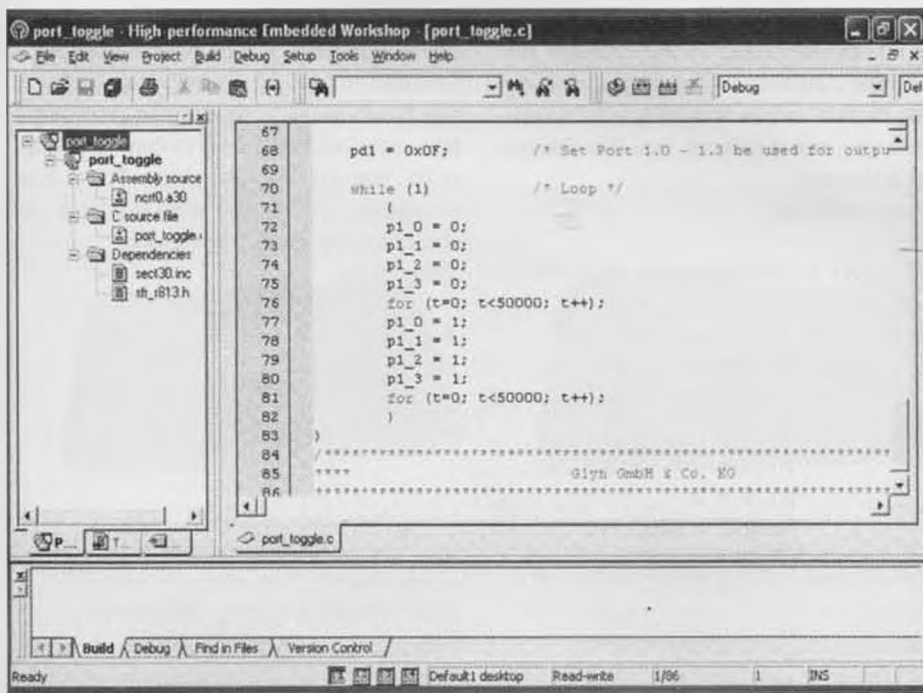 port_toggle - High-performance Embedded Workshop - [port_toggle.c]
File Edit View Project Build Debug Setup Tools Window Help
Debug
port_toggle
port_toggle
Assembly source
ncrt0.a30
C source file
port_toggle.
Dependencies
sect30.inc
sfr_r813.h
67
68 pd1 = 0x0F; /* Set Port 1.0 - 1.3 be used for outpu
69
70 while (1) /* Loop */
71 {
72 p1_0 = 0;
73 p1_1 = 0;
74 p1_2 = 0;
75 p1_3 = 0;
76 for (t=0; t<50000; t++);
77 p1_0 = 1;
78 p1_1 = 1;
79 p1_2 = 1;
80 p1_3 = 1;
81 for (t=0; t<50000; t++);
82 }
83 }
84 /******************************************************
85 **** Glyn GmbH & Co. KG
86 ******************************************************
P... T...
port_toggle.c
Build Debug Find in Files Version Control
Ready Default1 desktop Read-write 1/86 1 INS